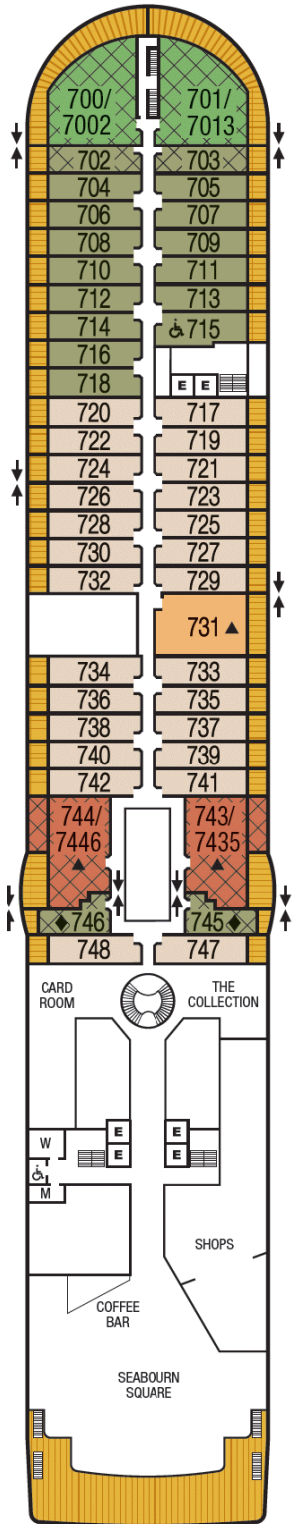 700/ 701/
7002 7013
702 703
704 705
706 707
708 709
710 711
712 713
714 715
716
718 E E
720 717
722 719
724 721
726 723
728 725
730 727
732 729
731
734 733
736 735
738 737
740 739
742 741
744/ 743/
7446 7435
746 745
748 747
CARD THE
ROOM COLLECTION
E E
W E E
M
SHOPS
COFFEE
BAR
SEABOURN
SQUARE